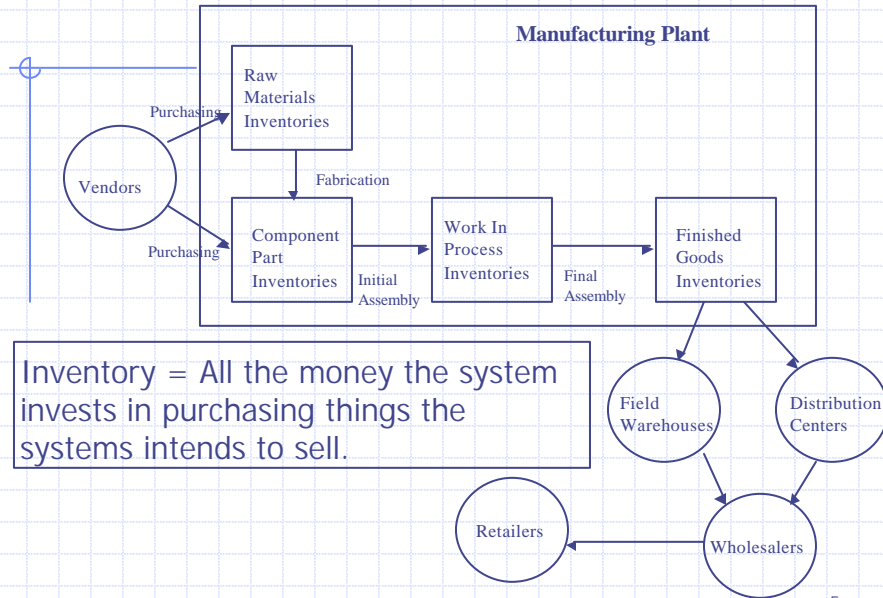 Manufacturing Plant
Raw
Materials
Inventories
Purchasing
Vendors
Fabrication
Purchasing
Component
Part
Inventories
Initial
Assembly
Work In
Process
Inventories
Final
Assembly
Finished
Goods
Inventories
Inventory = All the money the system
invests in purchasing things the
systems intends to sell.
Field
Warehouses
Distribution
Centers
Retailers
Wholesalers